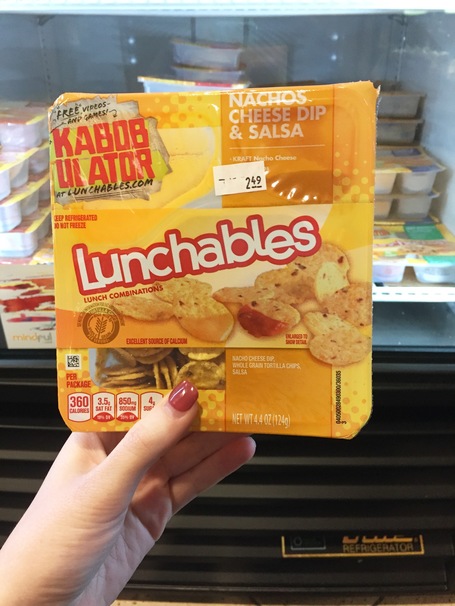 FREE VIDEOS
AND GAMES!
KABOB
ULATOR
AT LUNCHABLES.COM
NACHOS
CHEESE DIP
& SALSA
KRAFT Nacho Cheese
2.49
KEEP REFRIGERATED
DO NOT FREEZE
Lunchables
LUNCH COMBINATIONS
EXCELLENT SOURCE OF CALCIUM
ENLARGED TO
SHOW DETAIL
NACHO CHEESE DIP,
WHOLE GRAIN TORTILLA CHIPS,
SALSA
PER
PACKAGE
360
CALORIES
3.5g
SAT FAT
850mg
SODIUM
4g
NET WT 4.4 OZ (124g)
mindful
REFRIGERATOR